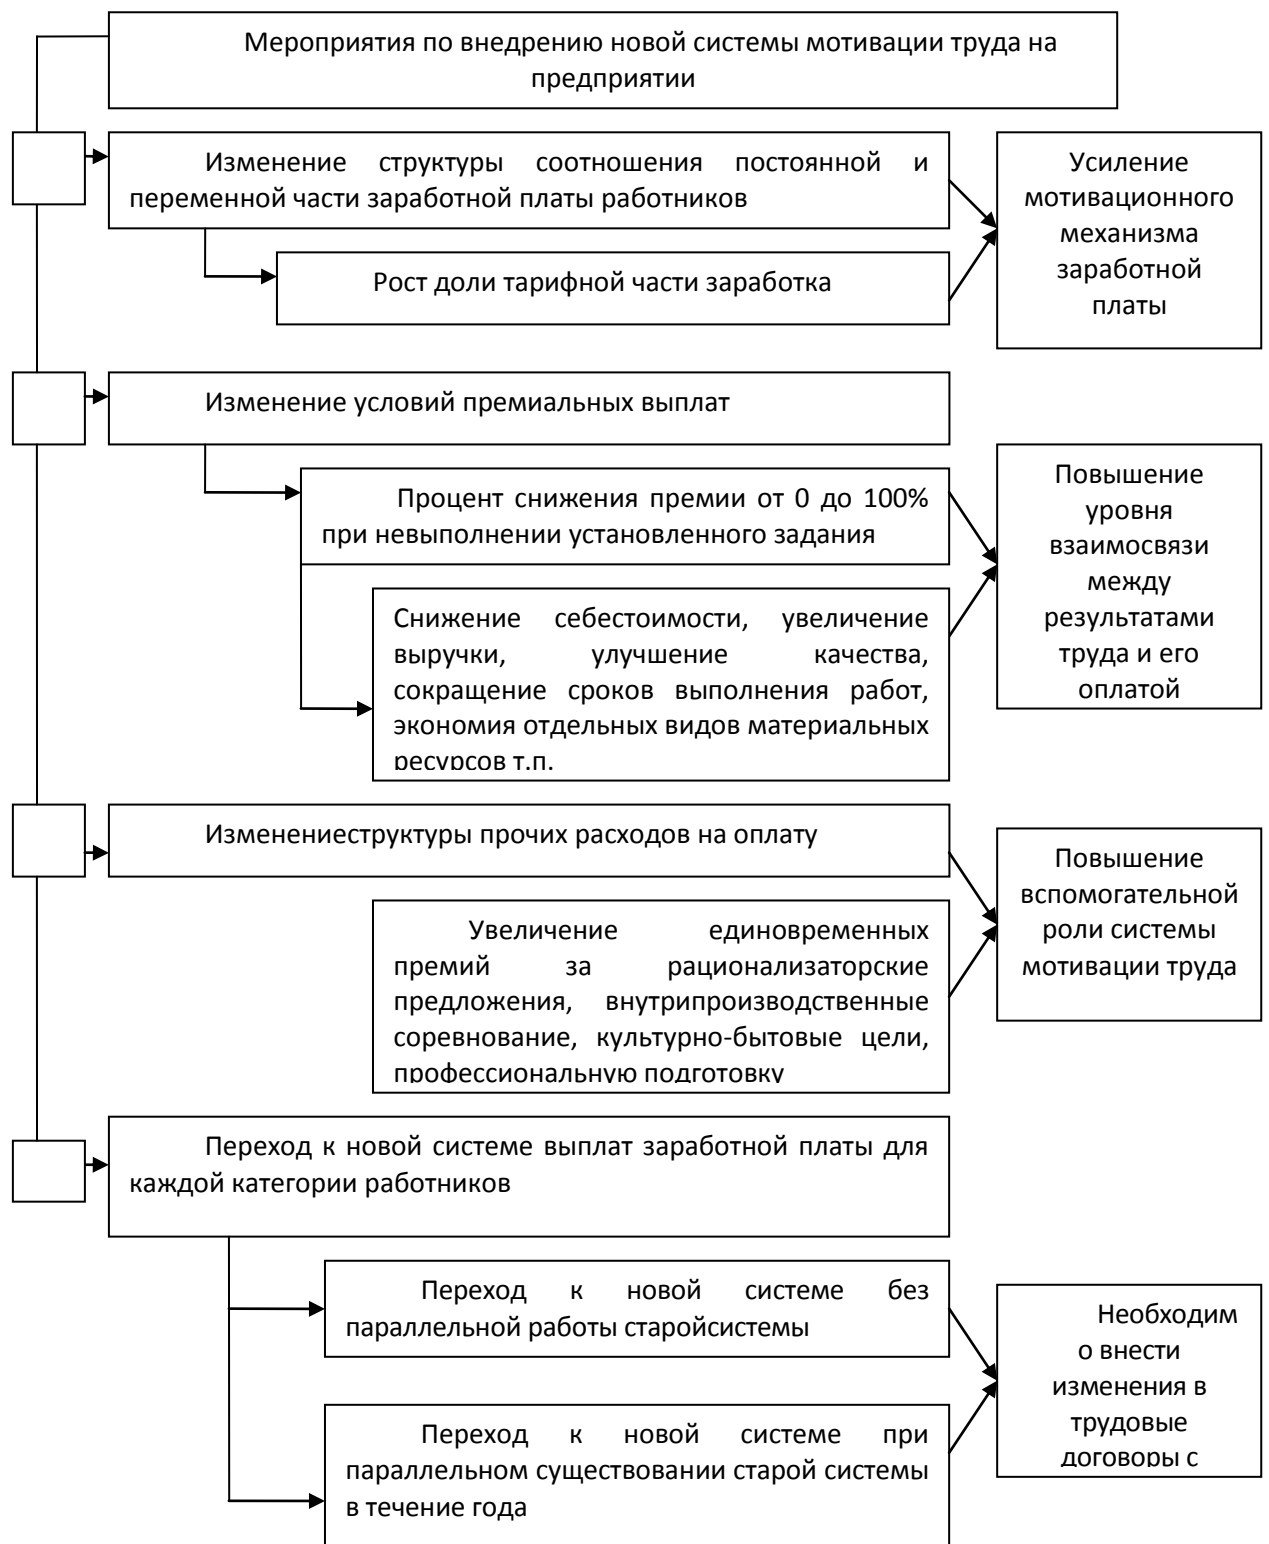 Мероприятия по внедрению новой системы мотивации труда на
предприятии
Изменение структуры соотношения постоянной и
переменной части заработной платы работников
Рост доли тарифной части заработка
Усиление
мотивационного
механизма
заработной
платы
Изменение условий премиальных выплат
Процент снижения премии от 0 до 100%
при невыполнении установленного задания
Снижение себестоимости, увеличение
выручки, улучшение качества,
сокращение сроков выполнения работ,
экономия отдельных видов материальных
ресурсов т.п.
Повышение
уровня
взаимосвязи
между
результатами
труда и его
оплатой
Изменениеструктуры прочих расходов на оплату
Увеличение единовременных
премий за рационализаторские
предложения, внутрипроизводственные
соревнование, культурно-бытовые цели,
профессиональную подготовку
Повышение
вспомогательной
роли системы
мотивации труда
Переход к новой системе выплат заработной платы для
каждой категории работников
Переход к новой системе без
параллельной работы старойсистемы
Переход к новой системе при
параллельном существовании старой системы
в течение года
Необходим
о внести
изменения в
трудовые
договоры с